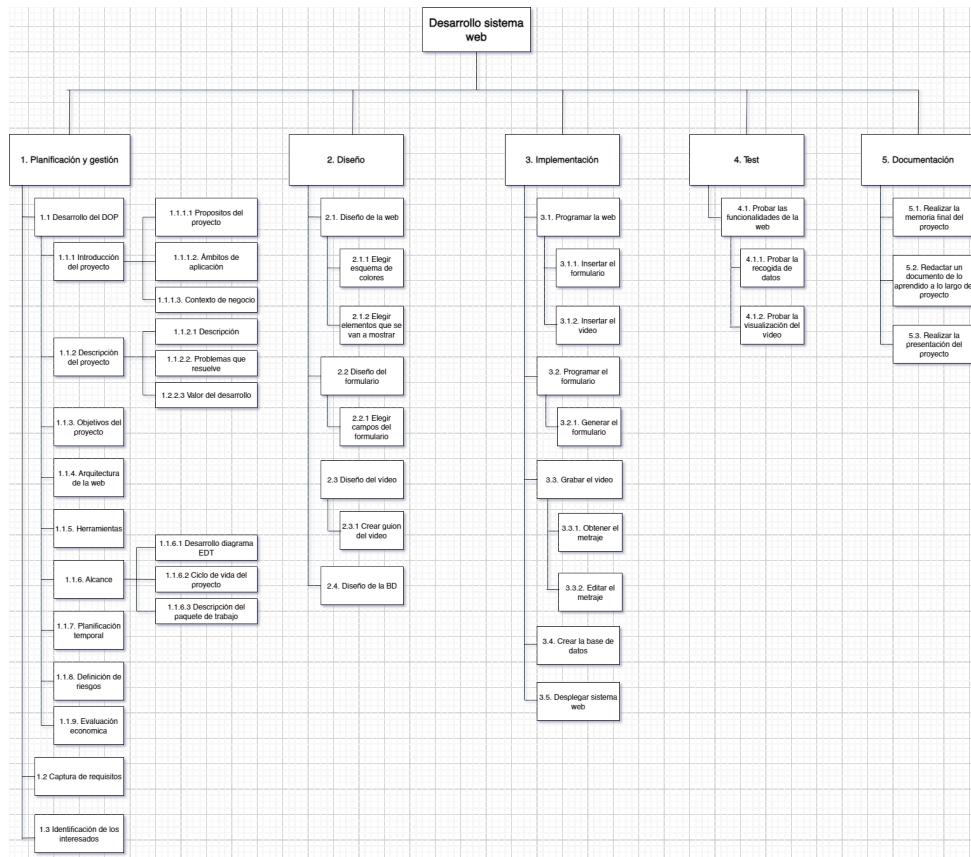 Desarrollo sistema
web
1. Planificación y gestión
1.1 Desarrollo del DOP
1.1.1 Introducción
del proyecto
1.1.1.1 Propositos del
proyecto
1.1.1.2. Ámbitos de
aplicación
1.1.1.3. Contexto de negocio
1.1.2 Descripción
del proyecto
1.1.2.1 Descripción
1.1.2.2. Problemas que
resuelve
1.2.2.3 Valor del desarrollo
1.1.3. Objetivos del
proyecto
1.1.4. Arquitectura
de la web
1.1.5. Herramientas
1.1.6. Alcance
1.1.6.1 Desarrollo diagrama
EDT
1.1.6.2 Ciclo de vida del
proyecto
1.1.6.3 Descripción del
paquete de trabajo
1.1.7. Planificación
temporal
1.1.8. Definición de
riesgos
1.1.9. Evaluación
economica
1.2 Captura de requisitos
1.3 Identificación de los
interesados
2. Diseño
2.1. Diseño de la web
2.1.1 Elegir
esquema de
colores
2.1.2 Elegir
elementos que se
van a mostrar
2.2 Diseño del
formulario
2.2.1 Elegir
campos del
formulario
2.3 Diseño del vídeo
2.3.1 Crear guion
del video
2.4. Diseño de la BD
3. Implementación
3.1. Programar la web
3.1.1. Insertar el
formulario
3.1.2. Insertar el
video
3.2. Programar el
formulario
3.2.1. Generar el
formulario
3.3. Grabar el video
3.3.1. Obtener el
metraje
3.3.2. Editar el
metraje
3.4. Crear la base de
datos
3.5. Desplegar sistema
web
4. Test
4.1. Probar las
funcionalidades de la
web
4.1.1. Probar la
recogida de
datos
4.1.2. Probar la
visualización del
vídeo
5. Documentación
5.1. Realizar la
memoria final del
proyecto
5.2. Redactar un
documento de lo
aprendido a lo largo de
proyecto
5.3. Realizar la
presentación del
proyecto